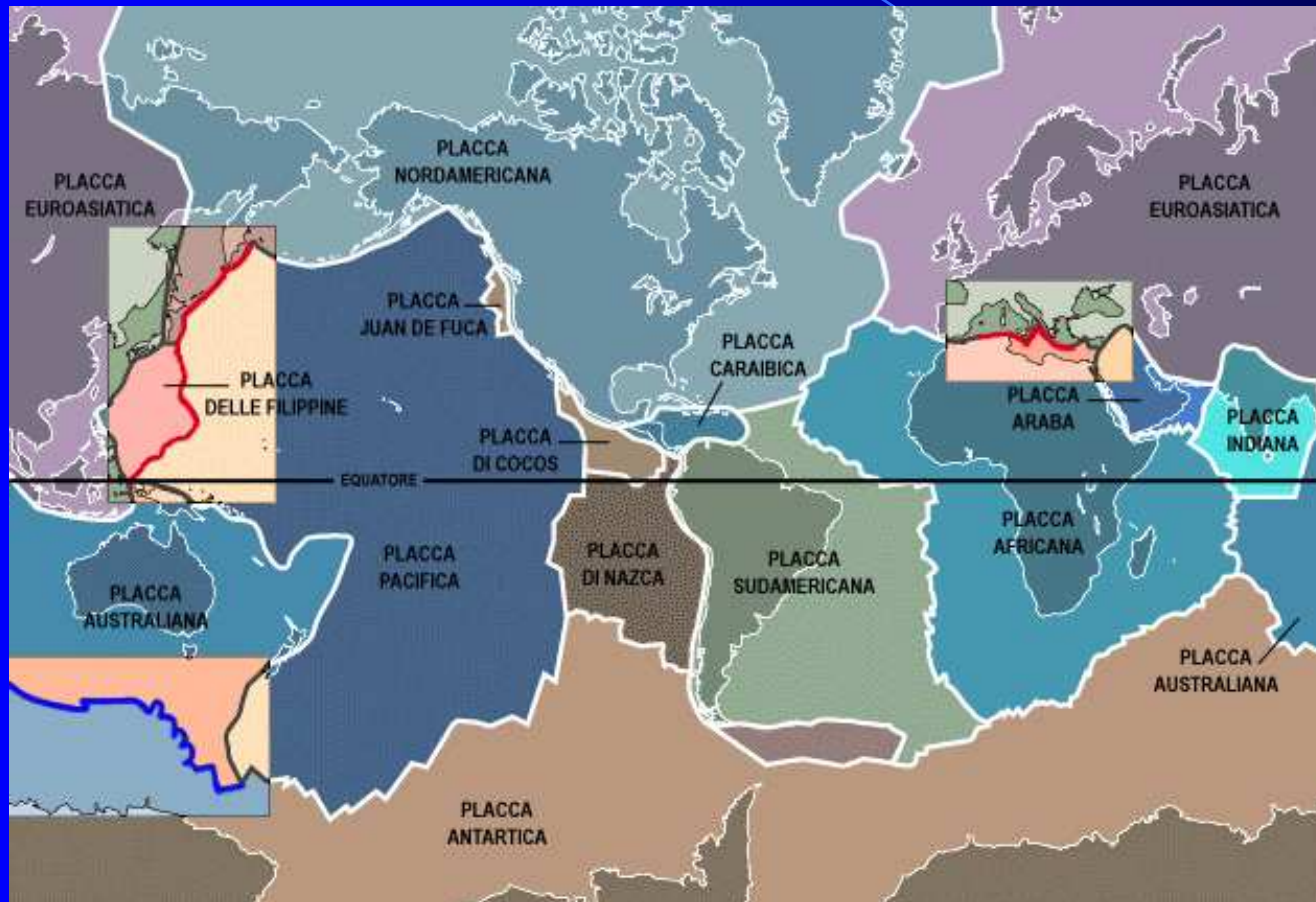 PLACCA
NORDAMERICANA
PLACCA
EUROASIATICA
PLACCA
EUROASIATICA
PLACCA
JUAN DE FUCA
PLACCA
CARAIBICA
PLACCA
DELLE FILIPPINE
PLACCA
ARABA
PLACCA
INDIANA
PLACCA
DI COCOS
EQUATORE
PLACCA
AFRICANA
PLACCA
PACIFICA
PLACCA
DI NAZCA
PLACCA
SUDAMERICANA
PLACCA
AUSTRALIANA
PLACCA
AUSTRALIANA
PLACCA
ANTARTICA